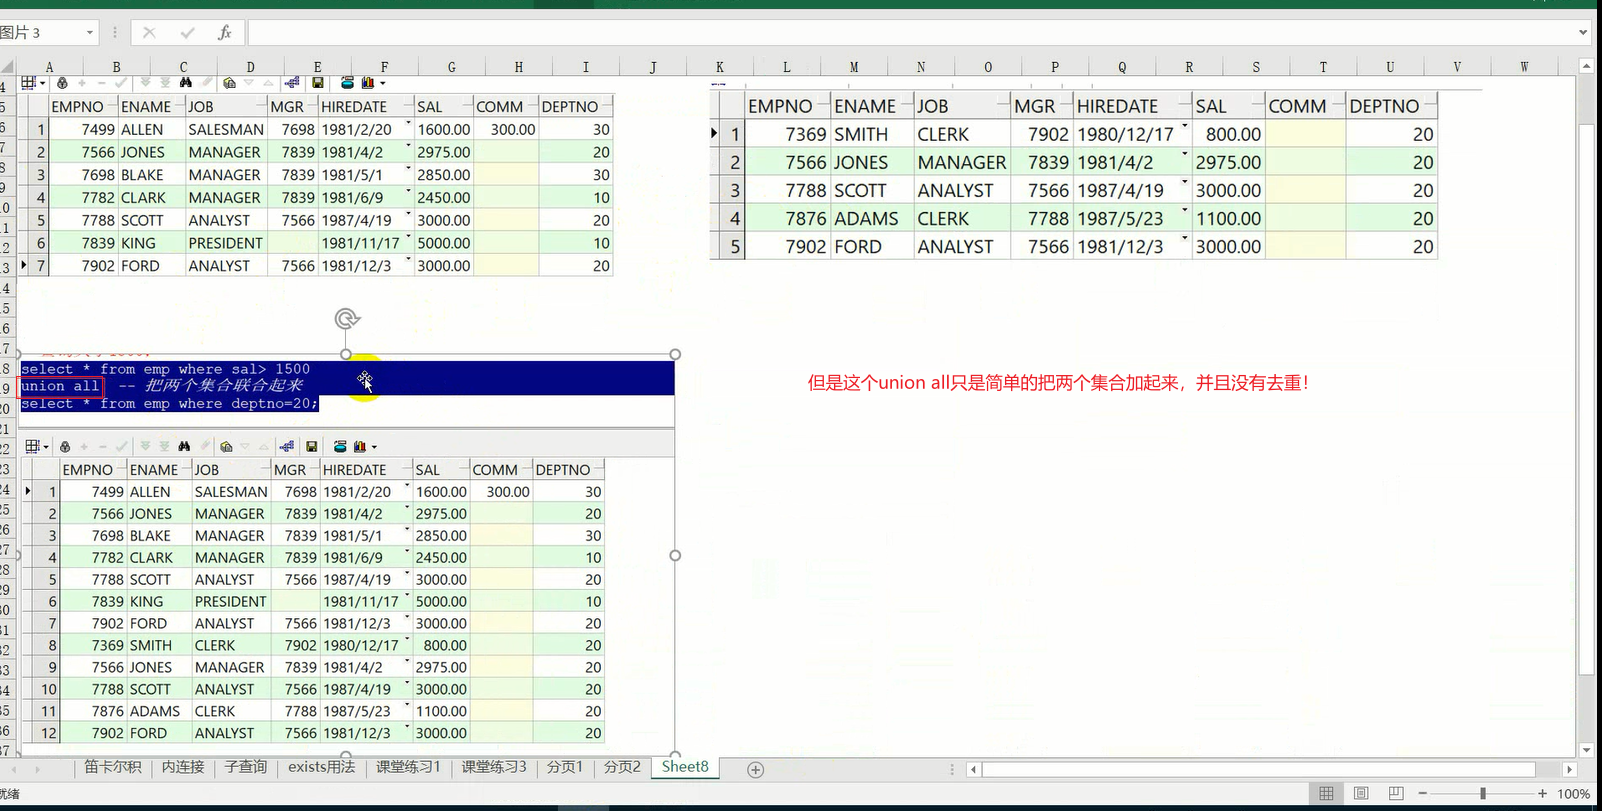 图片 3
fx
A B C D E F G H I J K L M N O P Q R S T U V W
EMPNO ENAME JOB MGR HIREDATE SAL COMM DEPTNO
1 7499 ALLEN SALESMAN 7698 1981/2/20 1600.00 300.00 30
2 7566 JONES MANAGER 7839 1981/4/2 2975.00 20
3 7698 BLAKE MANAGER 7839 1981/5/1 2850.00 30
4 7782 CLARK MANAGER 7839 1981/6/9 2450.00 10
5 7788 SCOTT ANALYST 7566 1987/4/19 3000.00 20
6 7839 KING PRESIDENT 1981/11/17 5000.00 10
7 7902 FORD ANALYST 7566 1981/12/3 3000.00 20
EMPNO ENAME JOB MGR HIREDATE SAL COMM DEPTNO
1 7369 SMITH CLERK 7902 1980/12/17 800.00 20
2 7566 JONES MANAGER 7839 1981/4/2 2975.00 20
3 7788 SCOTT ANALYST 7566 1987/4/19 3000.00 20
4 7876 ADAMS CLERK 7788 1987/5/23 1100.00 20
5 7902 FORD ANALYST 7566 1981/12/3 3000.00 20
select * from emp where sal> 1500
union all -- 把两个集合联合起来
select * from emp where deptno=20;
但是这个union all只是简单的把两个集合加起来，并且没有去重！
EMPNO ENAME JOB MGR HIREDATE SAL COMM DEPTNO
1 7499 ALLEN SALESMAN 7698 1981/2/20 1600.00 300.00 30
2 7566 JONES MANAGER 7839 1981/4/2 2975.00 20
3 7698 BLAKE MANAGER 7839 1981/5/1 2850.00 30
4 7782 CLARK MANAGER 7839 1981/6/9 2450.00 10
5 7788 SCOTT ANALYST 7566 1987/4/19 3000.00 20
6 7839 KING PRESIDENT 1981/11/17 5000.00 10
7 7902 FORD ANALYST 7566 1981/12/3 3000.00 20
8 7369 SMITH CLERK 7902 1980/12/17 800.00 20
9 7566 JONES MANAGER 7839 1981/4/2 2975.00 20
10 7788 SCOTT ANALYST 7566 1987/4/19 3000.00 20
11 7876 ADAMS CLERK 7788 1987/5/23 1100.00 20
12 7902 FORD ANALYST 7566 1981/12/3 3000.00 20
笛卡尔积 内连接 子查询 exists用法 课堂练习1 课堂练习3 分页1 分页2 Sheet8
就绪
100%